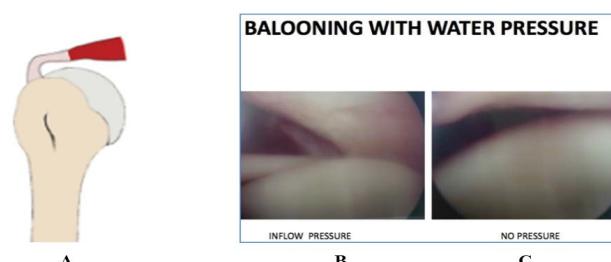 BALOONING WITH WATER PRESSURE
INFLOW PRESSURE
NO PRESSURE
A
B
C